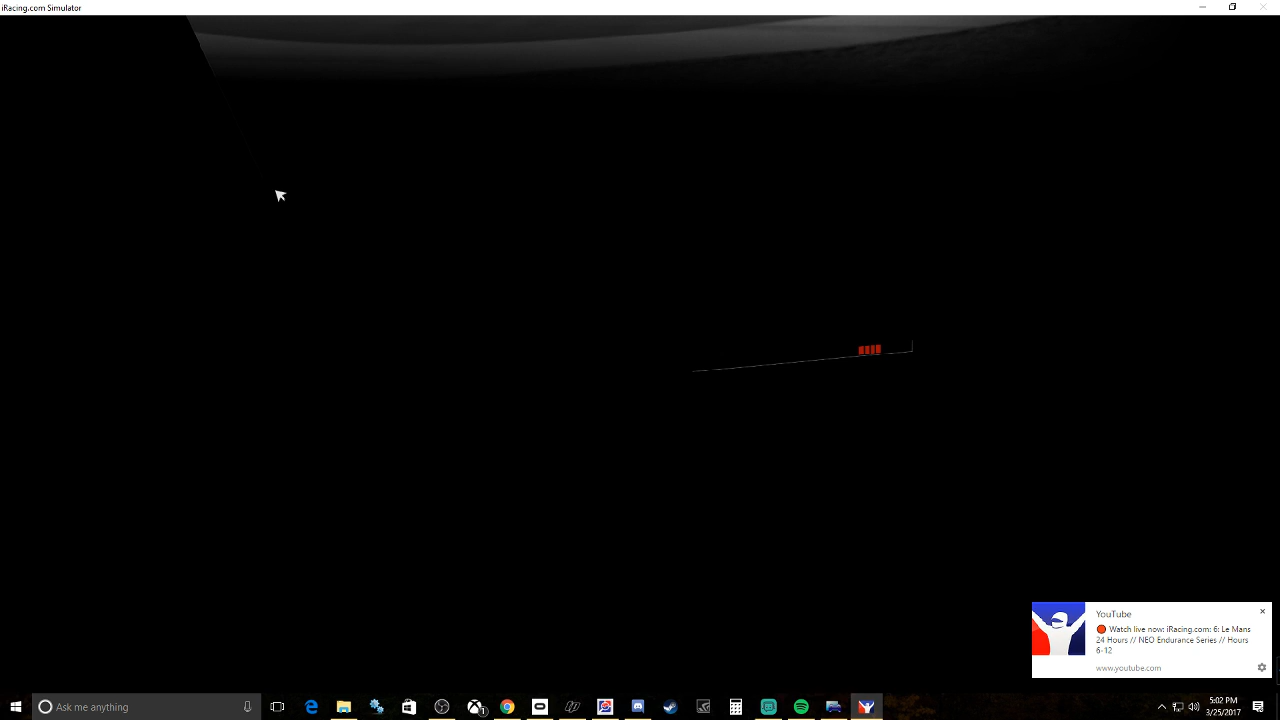 iRacing.com Simulator
YouTube
Watch live now: iRacing.com: 6: Le Mans
24 Hours // NEO Endurance Series // Hours
6-12
www.youtube.com
Ask me anything
1
5:02 PM
3/25/2017